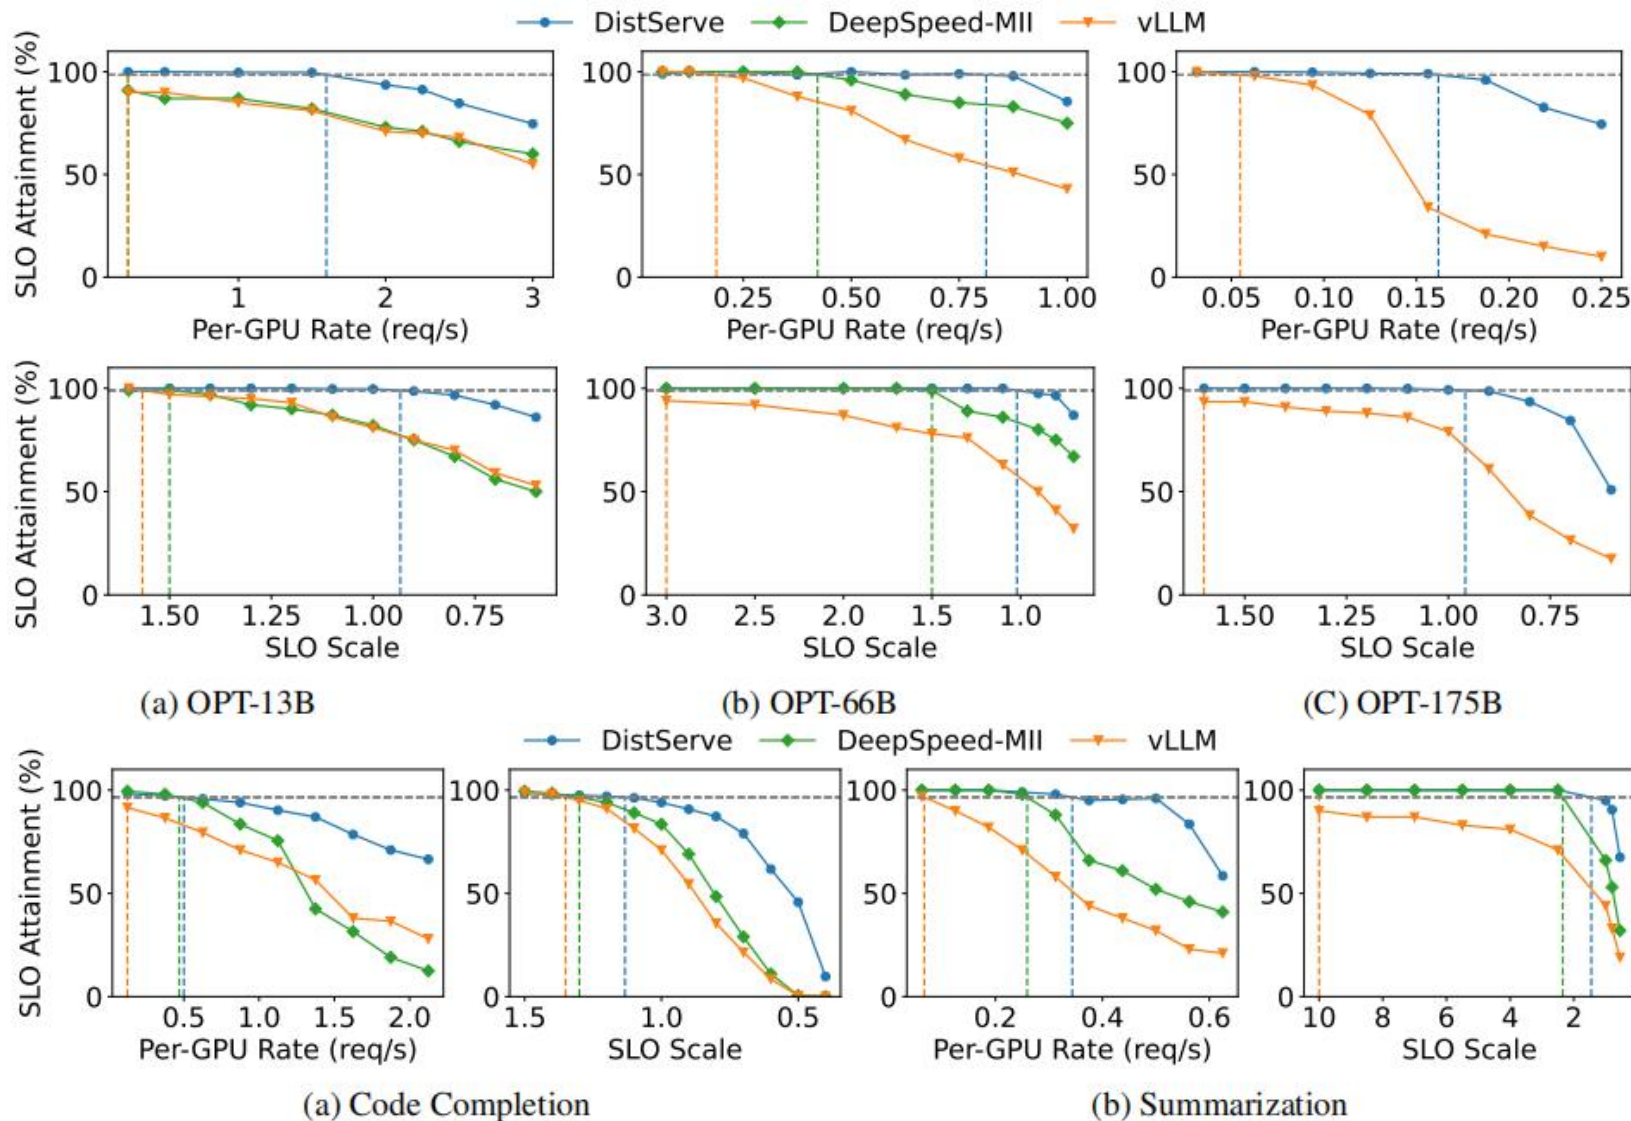 DistServe DeepSpeed-MII vLLM
SLO Attainment (%)
100
50
0
1 2 3
Per-GPU Rate (req/s)
100
50
0
0.25 0.50 0.75 1.00
Per-GPU Rate (req/s)
100
50
0
0.05 0.10 0.15 0.20 0.25
Per-GPU Rate (req/s)
SLO Attainment (%)
100
50
0
1.50 1.25 1.00 0.75
SLO Scale
100
50
0
3.0 2.5 2.0 1.5 1.0
SLO Scale
100
50
0
1.50 1.25 1.00 0.75
SLO Scale
(a) OPT-13B
(b) OPT-66B
(C) OPT-175B
DistServe DeepSpeed-MII vLLM
SLO Attainment (%)
100
50
0
0.5 1.0 1.5 2.0
Per-GPU Rate (req/s)
100
50
0
1.5 1.0 0.5
SLO Scale
100
50
0
0.2 0.4 0.6
Per-GPU Rate (req/s)
100
50
0
10 8 6 4 2
SLO Scale
(a) Code Completion
(b) Summarization